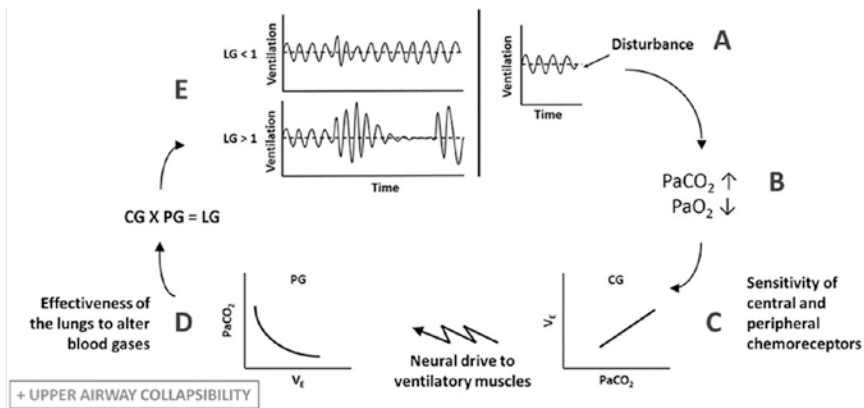 E
LG < 1
Ventilation
LG > 1
Ventilation
Time
Ventilation
Time
Disturbance
A
PaCO₂ ↑
PaO₂ ↓
B
CG
V_E
PaCO₂
C
Sensitivity of
central and
peripheral
chemoreceptors
Neural drive to
ventilatory muscles
PG
PaCO₂
V_E
D
Effectiveness of
the lungs to alter
blood gases
CG X PG = LG
+ UPPER AIRWAY COLLAPSIBILITY